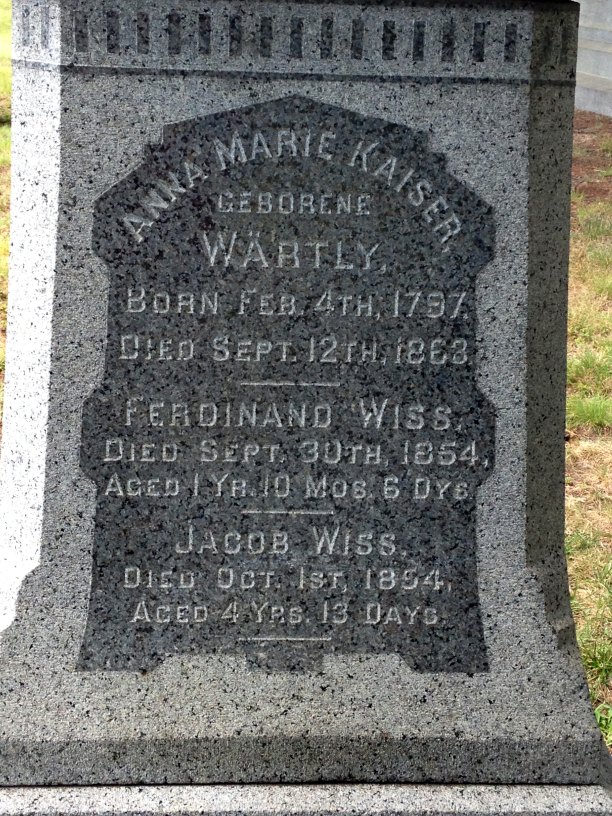 ANNA MARIE KAISER,
GEBORENE
WÄRTLY,
BORN FEB. 4TH, 1797.
DIED SEPT. 12TH, 1863
FERDINAND WISS,
DIED SEPT. 30TH, 1854,
AGED 1 YR. 10 MOS. 6 DYS.
JACOB WISS,
DIED OCT. 1ST, 1854,
AGED 4 YRS. 13 DAYS.